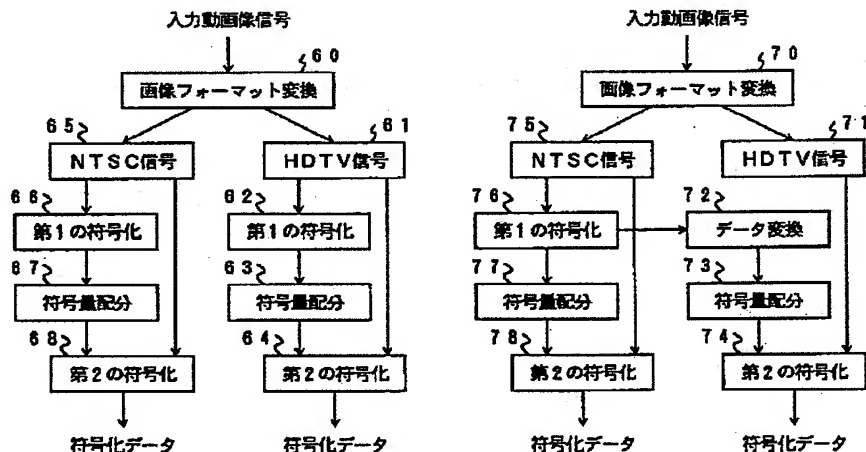 入力動画像信号
60
画像フォーマット変換
65
NTSC信号
61
HDTV信号
66
第1の符号化
62
第1の符号化
67
符号量配分
63
符号量配分
68
第2の符号化
64
第2の符号化
符号化データ
符号化データ
入力動画像信号
70
画像フォーマット変換
75
NTSC信号
71
HDTV信号
76
第1の符号化
72
データ変換
77
符号量配分
73
符号量配分
78
第2の符号化
74
第2の符号化
符号化データ
符号化データ